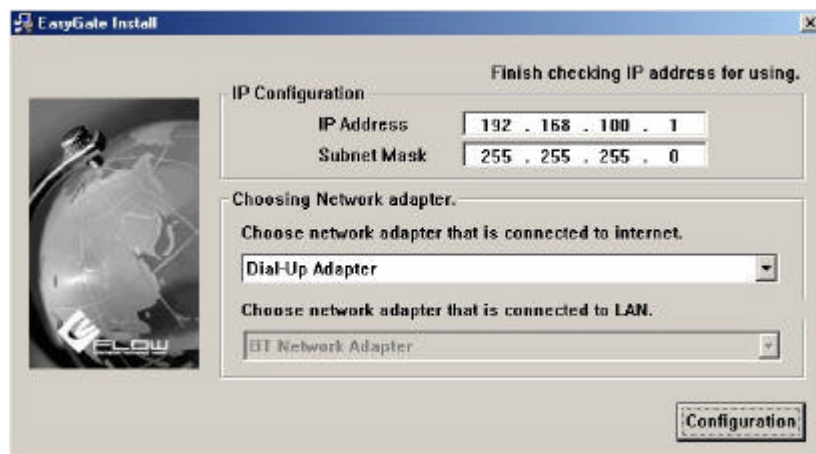 EasyGate Install
Finish checking IP address for using.
IP Configuration
IP Address 192 . 168 . 100 . 1
Subnet Mask 255 . 255 . 255 . 0
Choosing Network adapter.
Choose network adapter that is connected to internet.
Dial-Up Adapter
Choose network adapter that is connected to LAN.
BT Network Adapter
FLOW
Configuration